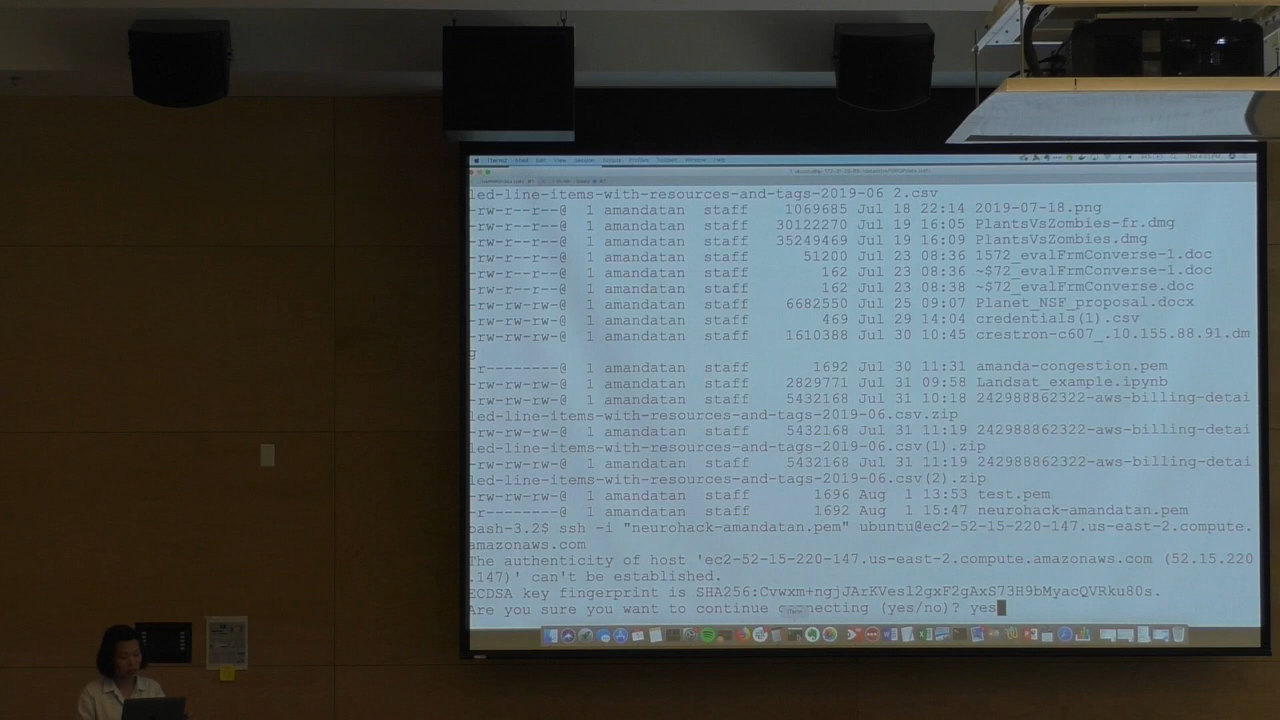 iTerm2 Shell Edit View Session Scripts Profiles Toolbelt Window Help
led-line-items-with-resources-and-tags-2019-06 2.csv
-rw-r--r--@ 1 amandatan staff 1069685 Jul 18 22:14 2019-07-18.png
-rw-r--r--@ 1 amandatan staff 30122270 Jul 19 16:05 PlantsVsZombies-fr.dmg
-rw-r--r--@ 1 amandatan staff 35249469 Jul 19 16:09 PlantsVsZombies.dmg
-rw-r--r--@ 1 amandatan staff 51200 Jul 23 08:36 1572_evalFrmConverse-1.doc
-rw-r--r--@ 1 amandatan staff 162 Jul 23 08:36 ~$72_evalFrmConverse-1.doc
-rw-r--r--@ 1 amandatan staff 162 Jul 23 08:38 ~$72_evalFrmConverse.doc
-rw-rw-rw-@ 1 amandatan staff 6682550 Jul 25 09:07 Planet_NSF_proposal.docx
-rw-rw-rw-@ 1 amandatan staff 469 Jul 29 14:04 credentials(1).csv
-rw-rw-rw-@ 1 amandatan staff 1610388 Jul 30 10:45 crestron-c607_.10.155.88.91.dm
g
-r--------@ 1 amandatan staff 1692 Jul 30 11:31 amanda-congestion.pem
-rw-rw-rw-@ 1 amandatan staff 2829771 Jul 31 09:58 Landsat_example.ipynb
-rw-rw-rw-@ 1 amandatan staff 5432168 Jul 31 10:18 242988862322-aws-billing-detai
led-line-items-with-resources-and-tags-2019-06.csv.zip
-rw-rw-rw-@ 1 amandatan staff 5432168 Jul 31 11:19 242988862322-aws-billing-detai
led-line-items-with-resources-and-tags-2019-06.csv(1).zip
-rw-rw-rw-@ 1 amandatan staff 5432168 Jul 31 11:19 242988862322-aws-billing-detai
led-line-items-with-resources-and-tags-2019-06.csv(2).zip
-rw-rw-rw-@ 1 amandatan staff 1696 Aug 1 13:53 test.pem
-r--------@ 1 amandatan staff 1692 Aug 1 15:47 neurohack-amandatan.pem
bash-3.2$ ssh -i "neurohack-amandatan.pem" ubuntu@ec2-52-15-220-147.us-east-2.compute.
amazonaws.com
The authenticity of host 'ec2-52-15-220-147.us-east-2.compute.amazonaws.com (52.15.220
.147)' can't be established.
ECDSA key fingerprint is SHA256:Cvwxm+ngjJArKVesl2gxF2gAxS73H9bMyacQVRku80s.
Are you sure you want to continue connecting (yes/no)? yes